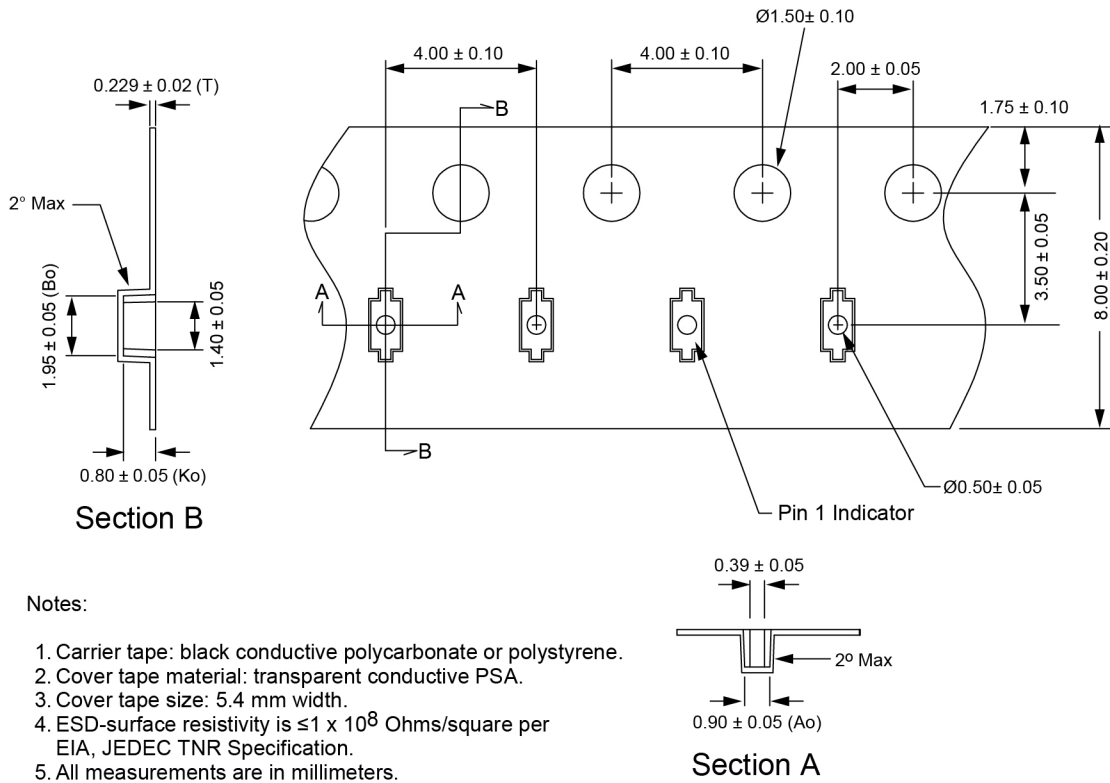 Ø1.50± 0.10
4.00 ± 0.10
4.00 ± 0.10
2.00 ± 0.05
0.229 ± 0.02 (T)
1.75 ± 0.10
B
2° Max
1.95 ± 0.05 (Bo)
1.40 ± 0.05
A
A
3.50 ± 0.05
8.00 ± 0.20
B
0.80 ± 0.05 (Ko)
Ø0.50± 0.05
Section B
Pin 1 Indicator
0.39 ± 0.05
Notes:
1. Carrier tape: black conductive polycarbonate or polystyrene.
2. Cover tape material: transparent conductive PSA.
3. Cover tape size: 5.4 mm width.
4. ESD-surface resistivity is ≤1 x 10⁸ Ohms/square per
EIA, JEDEC TNR Specification.
5. All measurements are in millimeters.
2º Max
0.90 ± 0.05 (Ao)
Section A